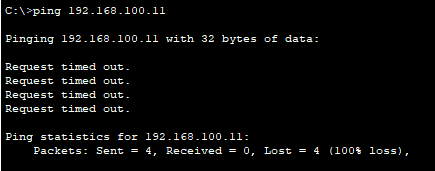 C:\>ping 192.168.100.11
Pinging 192.168.100.11 with 32 bytes of data:
Request timed out.
Request timed out.
Request timed out.
Request timed out.
Ping statistics for 192.168.100.11:
Packets: Sent = 4, Received = 0, Lost = 4 (100% loss),